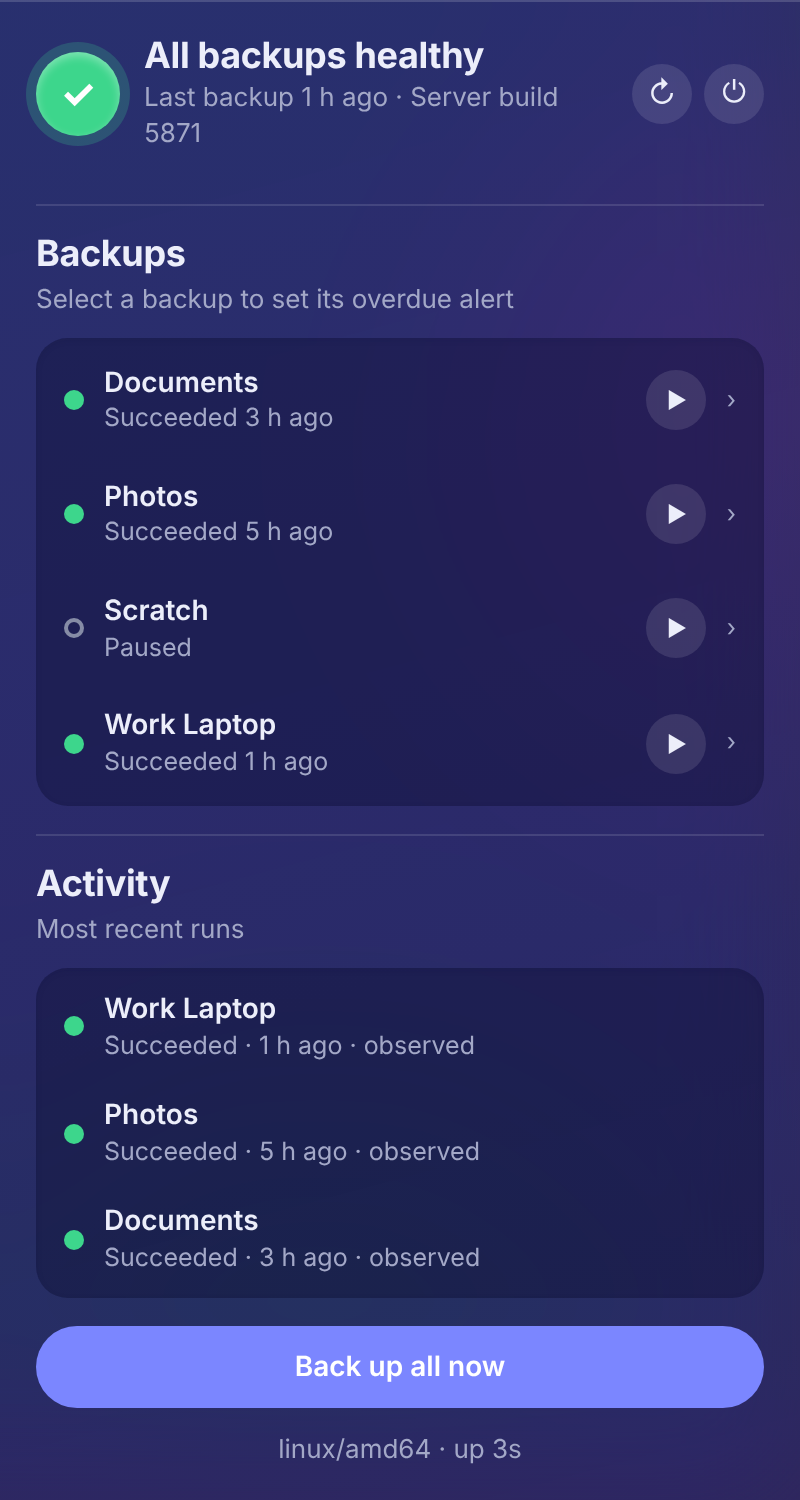 All backups healthy
Last backup 1 h ago · Server build
5871
Backups
Select a backup to set its overdue alert
Documents
Succeeded 3 h ago
Photos
Succeeded 5 h ago
Scratch
Paused
Work Laptop
Succeeded 1 h ago
Activity
Most recent runs
Work Laptop
Succeeded · 1 h ago · observed
Photos
Succeeded · 5 h ago · observed
Documents
Succeeded · 3 h ago · observed
Back up all now
linux/amd64 · up 3s